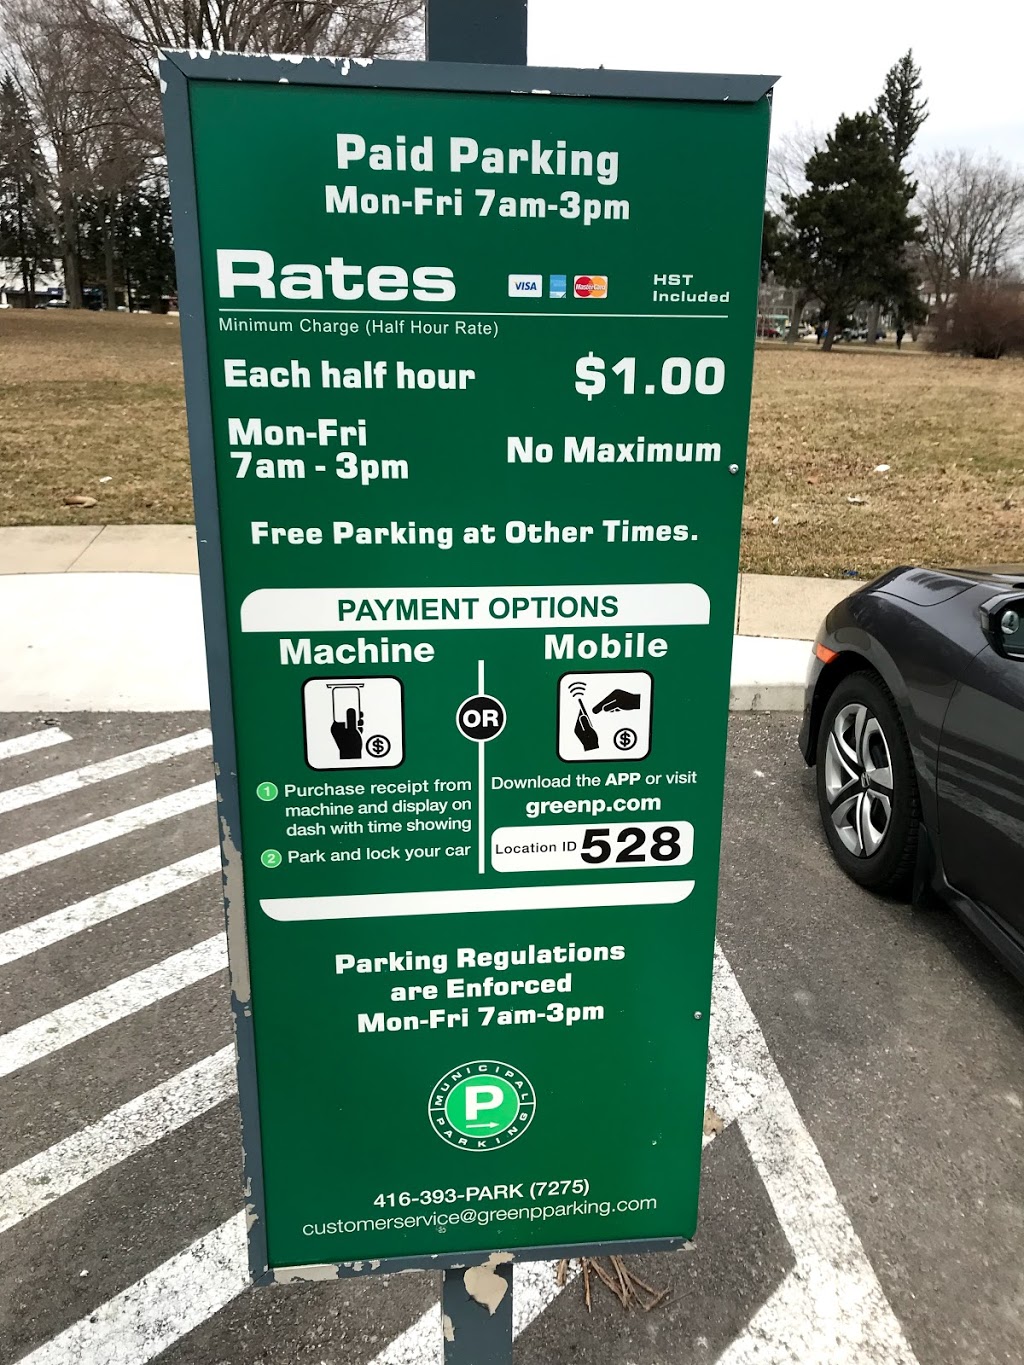 Paid Parking
Mon-Fri 7am-3pm
Rates
VISA
MasterCard
HST
Included
Minimum Charge (Half Hour Rate)
Each half hour $1.00
Mon-Fri
7am - 3pm
No Maximum
Free Parking at Other Times.
PAYMENT OPTIONS
Machine
$
1 Purchase receipt from
machine and display on
dash with time showing
2 Park and lock your car
OR
Mobile
$
Download the APP or visit
greenp.com
Location ID 528
Parking Regulations
are Enforced
Mon-Fri 7am-3pm
MUNICIPAL
P
PARKING
416-393-PARK (7275)
customerservice@greenpparking.com